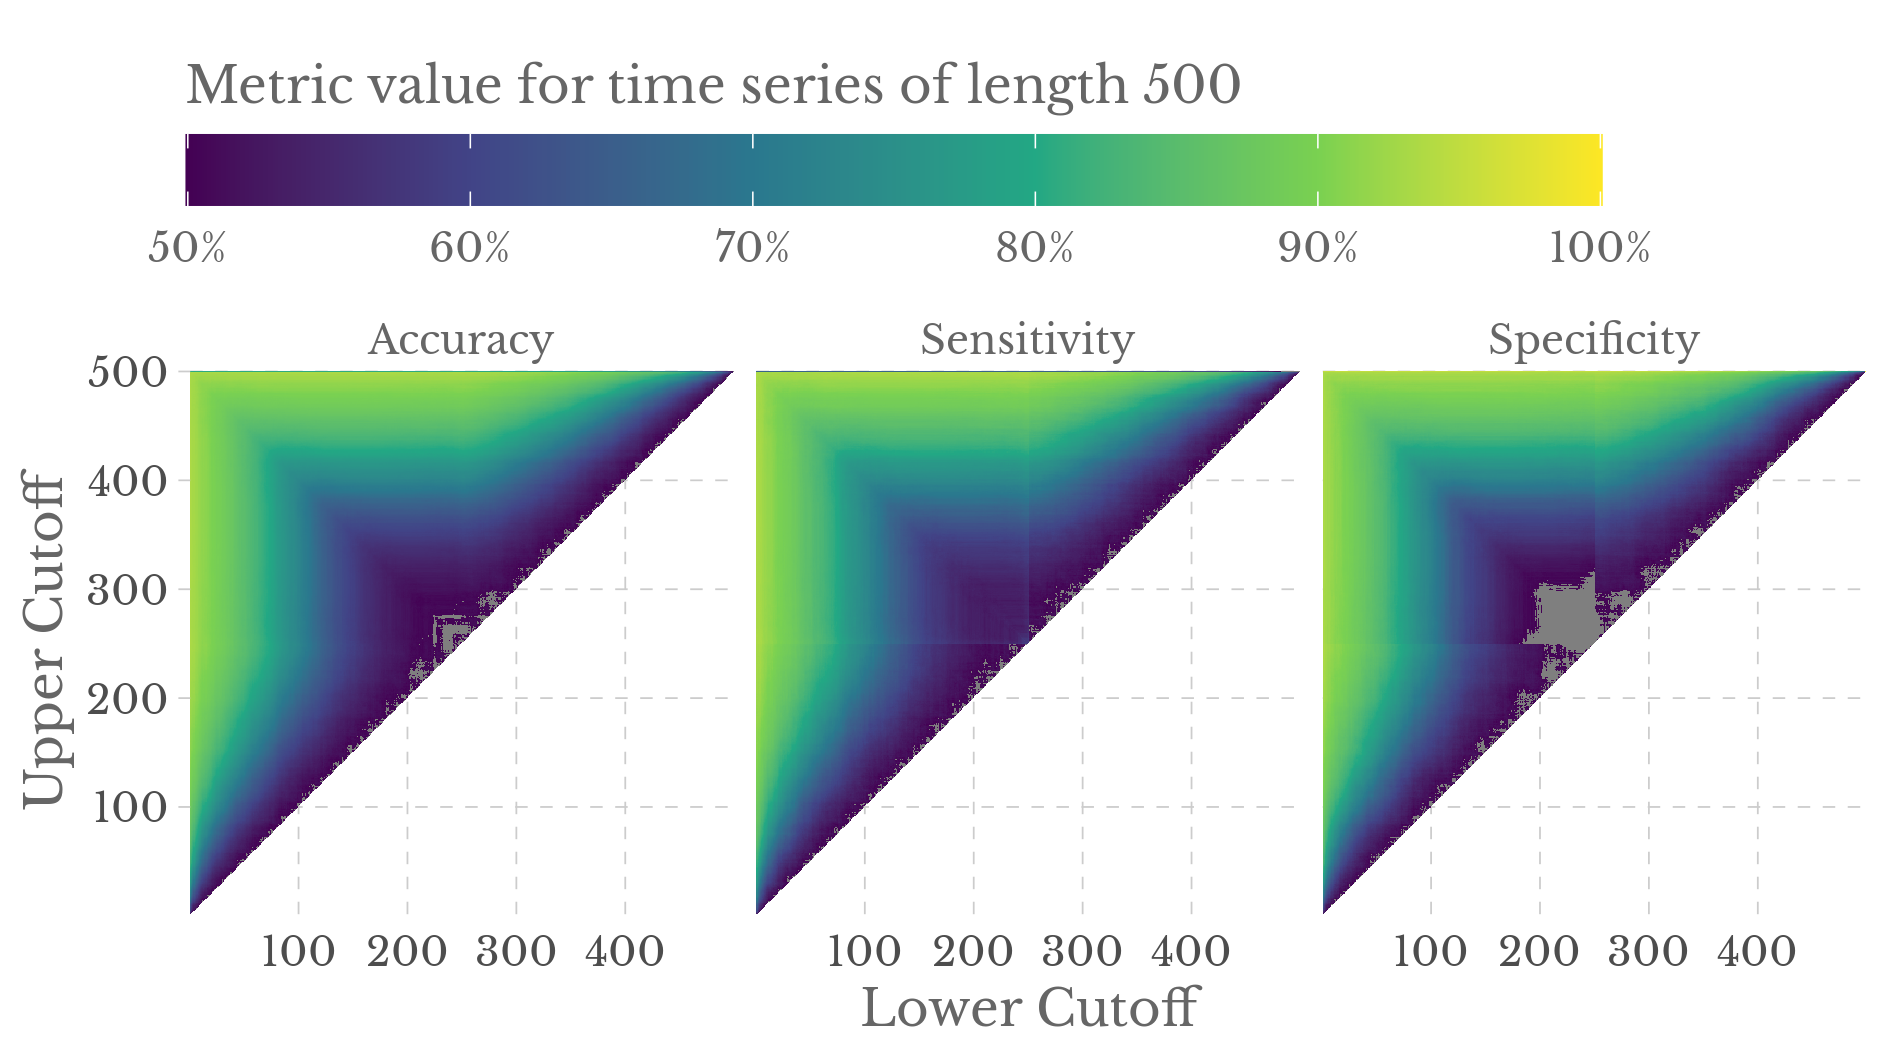 Metric value for time series of length 500
50% 60% 70% 80% 90% 100%
Accuracy Sensitivity Specificity
500
400
300
200
100
Upper Cutoff
100 200 300 400 100 200 300 400 100 200 300 400
Lower Cutoff